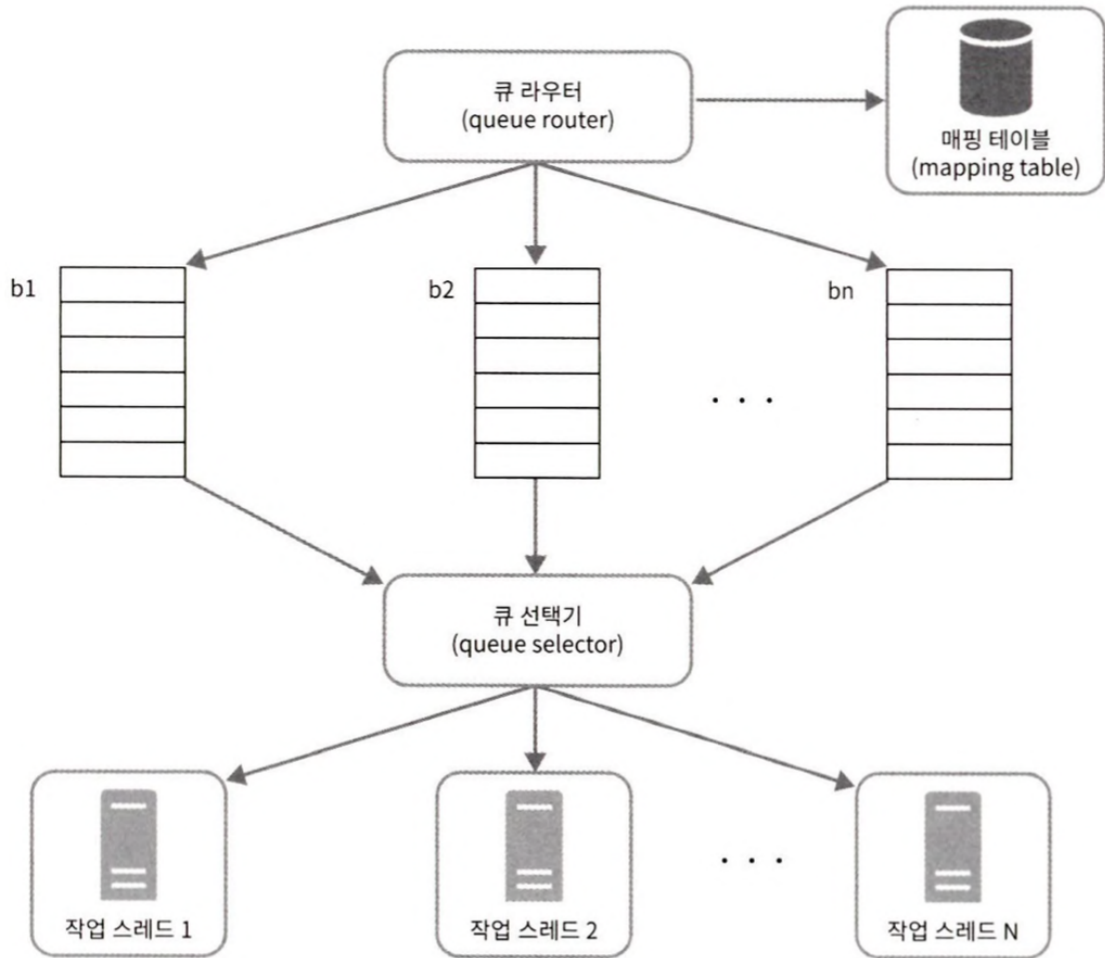 큐 라우터
(queue router)
매핑 테이블
(mapping table)
b1
b2
bn
. . .
큐 선택기
(queue selector)
작업 스레드 1
작업 스레드 2
. . .
작업 스레드 N